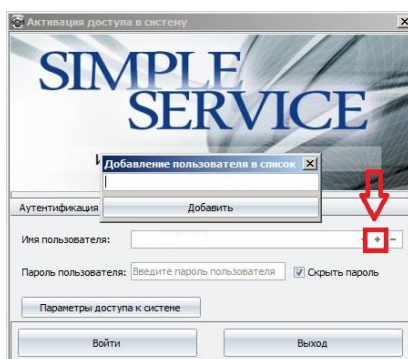 Активация доступа в систему
SIMPLE
SERVICE
Добавление пользователя в список
Добавить
Аутентификация
Имя пользователя:
+ -
Пароль пользователя: Введите пароль пользователя Скрыть пароль
Параметры доступа к системе
Войти Выход